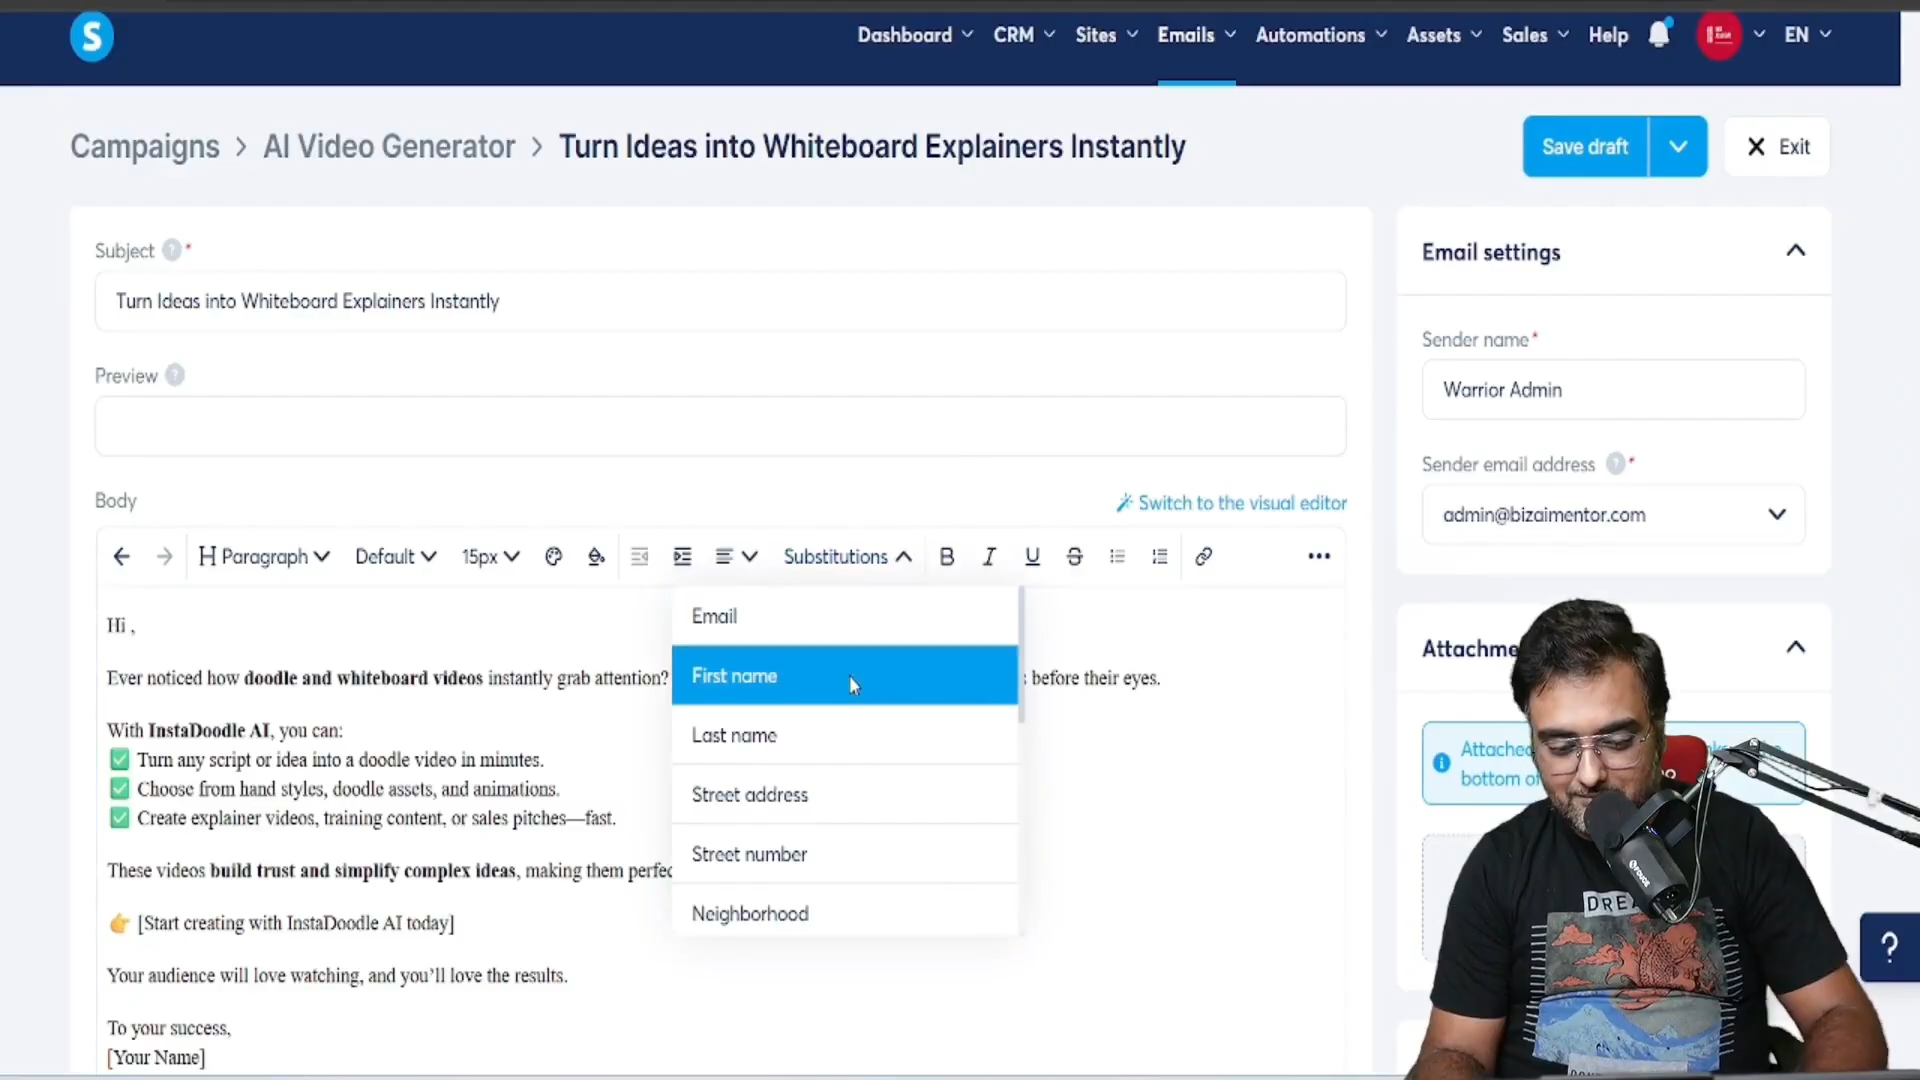 S
Dashboard CRM Sites Emails Automations Assets Sales Help EN
Campaigns > AI Video Generator > Turn Ideas into Whiteboard Explainers Instantly
Save draft
Exit
Subject ? *
Turn Ideas into Whiteboard Explainers Instantly
Preview ?
Body
Switch to the visual editor
H Paragraph Default 15px Substitutions B I U S
Email
First name
Last name
Street address
Street number
Neighborhood
Hi ,
Ever noticed how doodle and whiteboard videos instantly grab attention?
before their eyes.
With InstaDoodle AI, you can:
✅ Turn any script or idea into a doodle video in minutes.
✅ Choose from hand styles, doodle assets, and animations.
✅ Create explainer videos, training content, or sales pitches—fast.
These videos build trust and simplify complex ideas, making them perfec
👉 [Start creating with InstaDoodle AI today]
Your audience will love watching, and you’ll love the results.
To your success,
[Your Name]
Email settings
Sender name*
Warrior Admin
Sender email address ? *
admin@bizaimentor.com
Attachme
Attache
bottom o
?
DRE